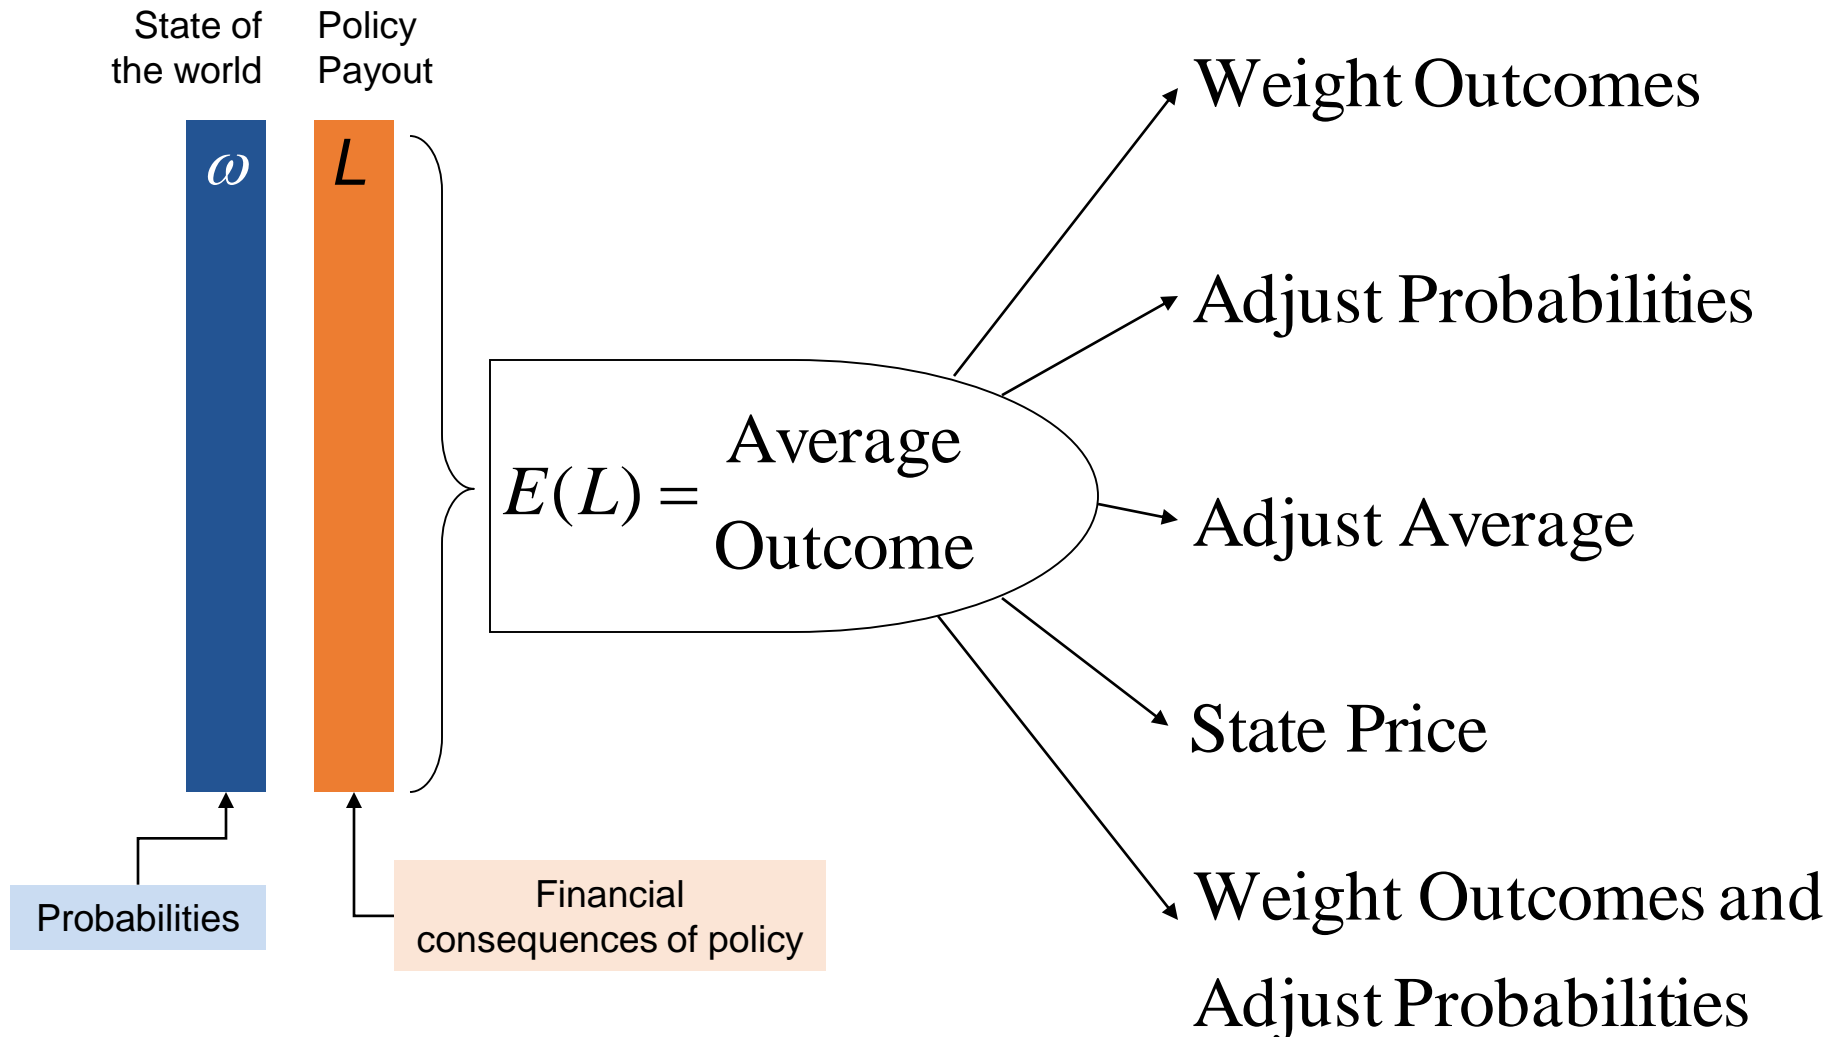 State of
the world
Policy
Payout
ω
L
E(L) =
Average
Outcome
Weight Outcomes
Adjust Probabilities
Adjust Average
State Price
Weight Outcomes and
Adjust Probabilities
Probabilities
Financial
consequences of policy